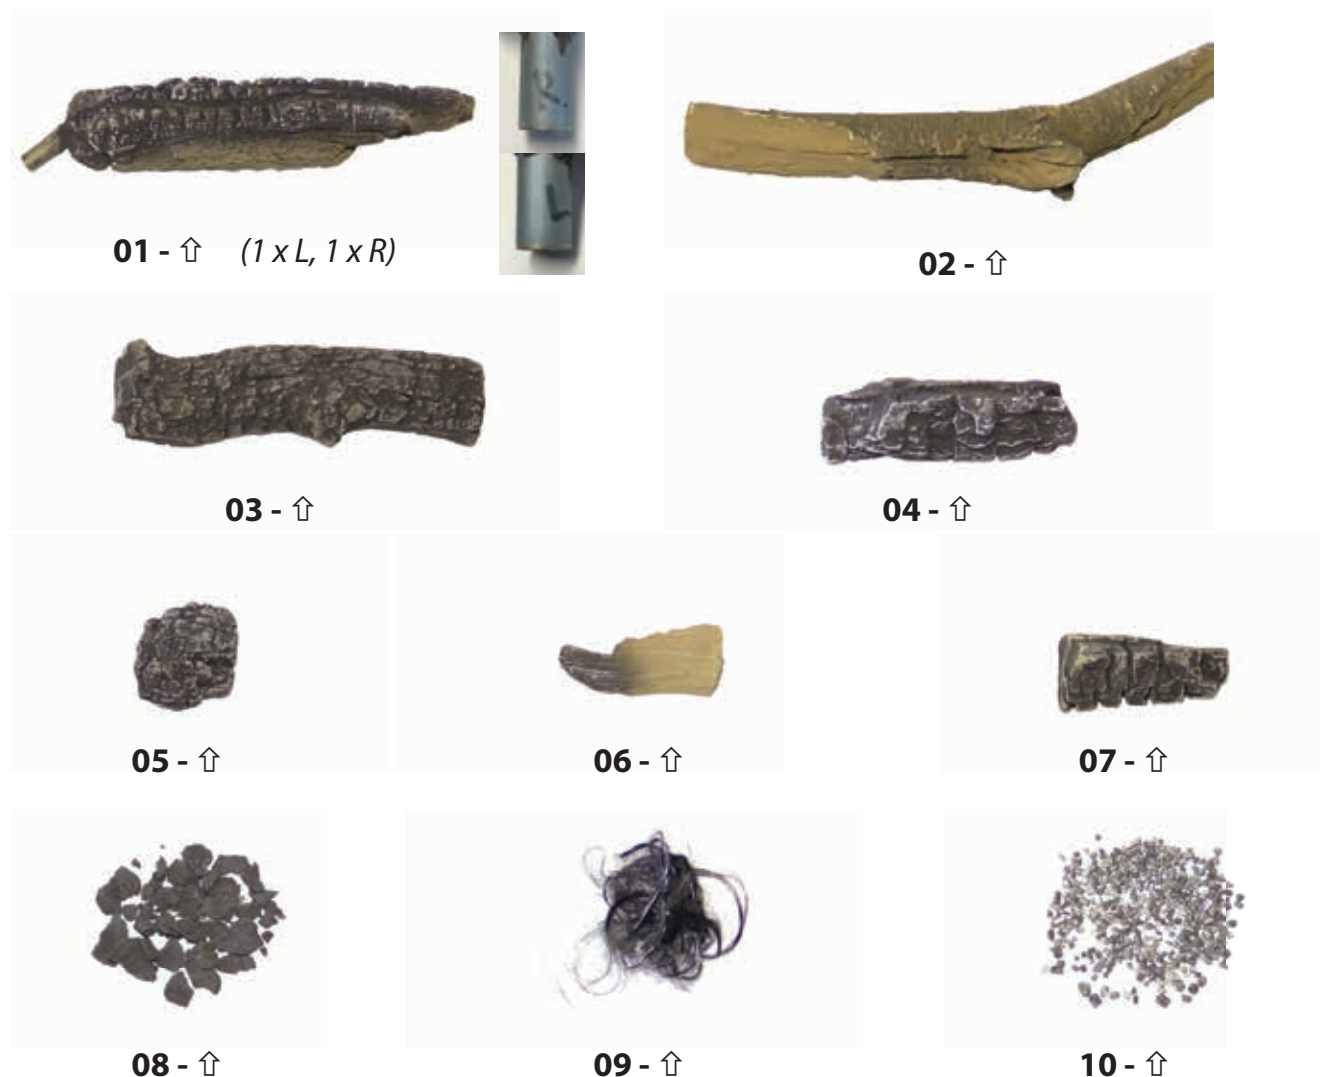 R
L
01 - ⇧ (1 x L, 1 x R)
02 - ⇧
03 - ⇧
04 - ⇧
05 - ⇧
06 - ⇧
07 - ⇧
08 - ⇧
09 - ⇧
10 - ⇧